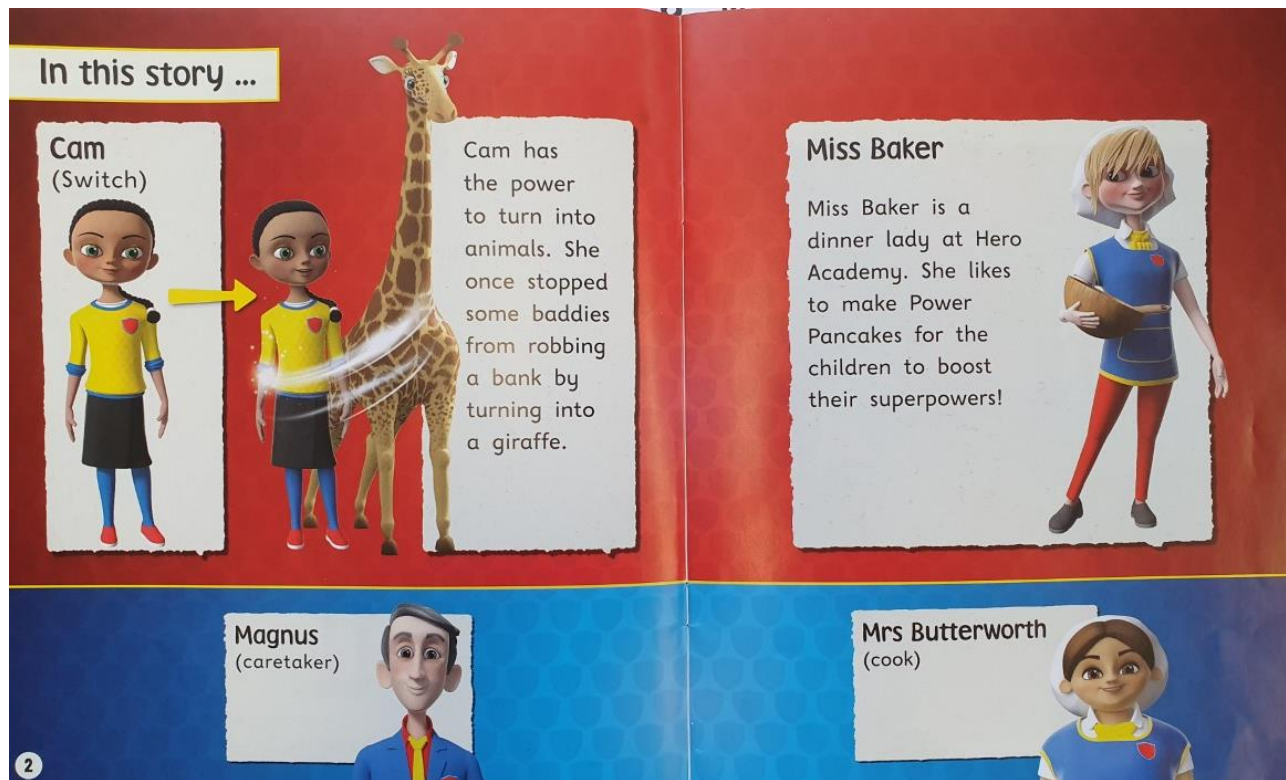 In this story ...
Cam
(Switch)
Cam has
the power
to turn into
animals. She
once stopped
some baddies
from robbing
a bank by
turning into
a giraffe.
Miss Baker
Miss Baker is a
dinner lady at Hero
Academy. She likes
to make Power
Pancakes for the
children to boost
their superpowers!
Magnus
(caretaker)
Mrs Butterworth
(cook)
2